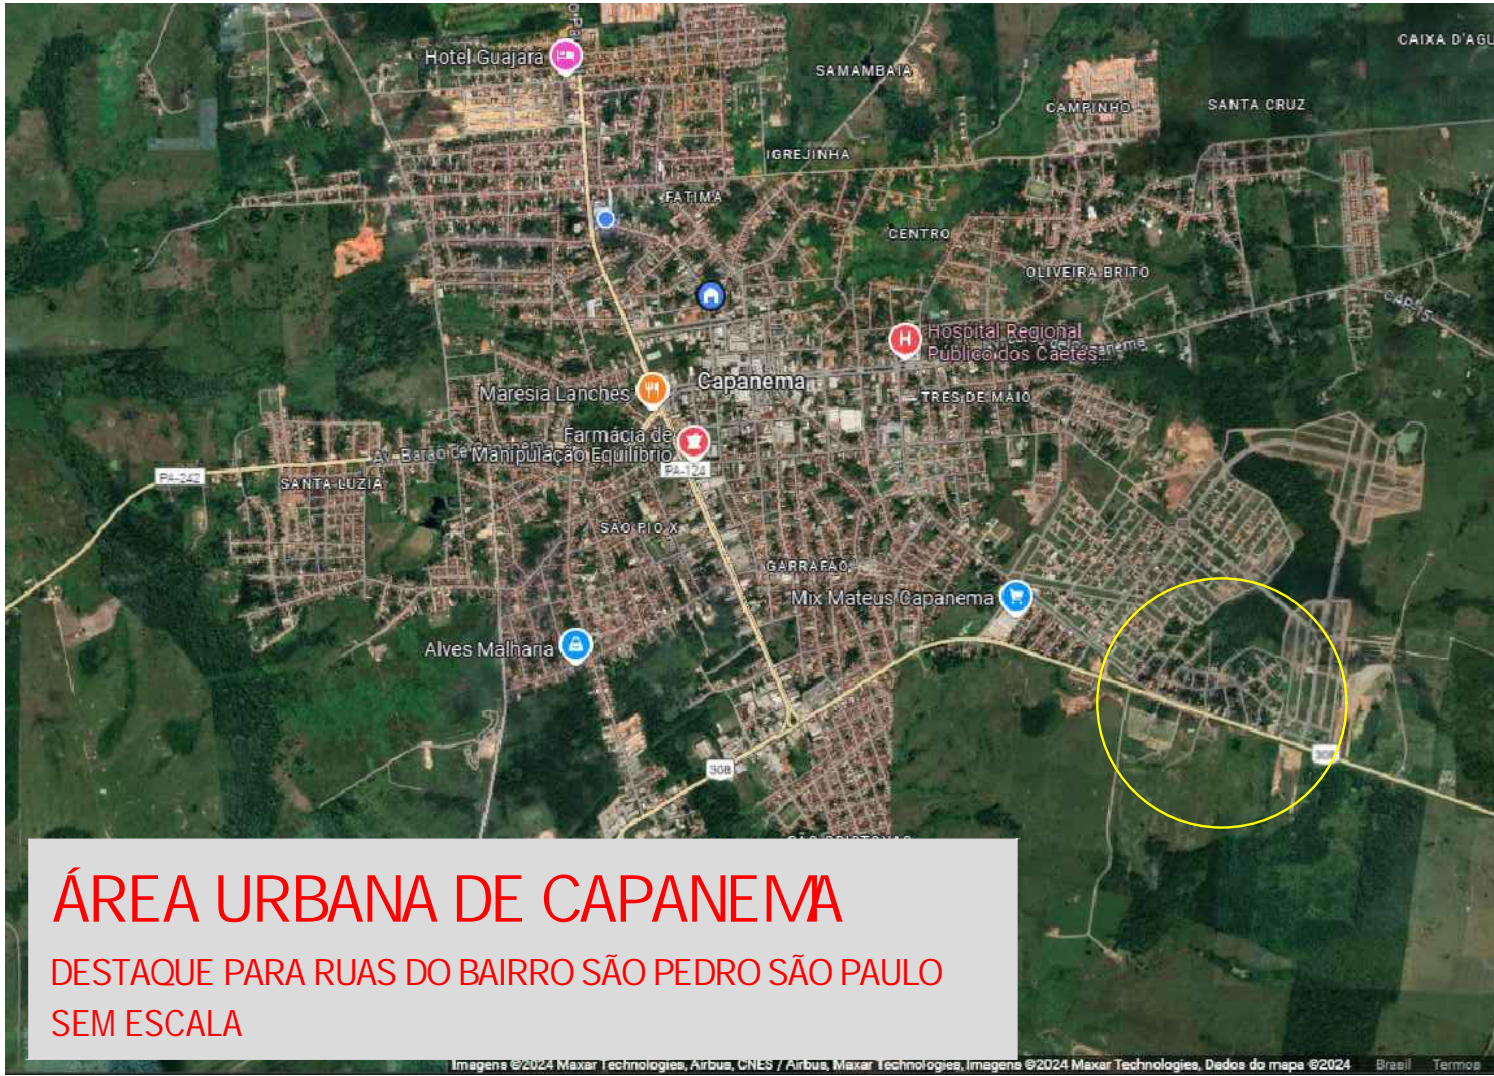 CAIXA D'AGU
Hotel Guajará
SAMAMBAIA
CAMPINHO
SANTA CRUZ
IGREJINHA
FATIMA
CENTRO
OLIVEIRA BRITO
Hospital Regional
Público dos Caetés...
Capanema
Maresia Lanches
TRES DE MAIO
Farmácia de
Manipulação Equilíbrio
PA-124
PA-242
SANTA LUZIA
SÃO PIO X
GARRAFÃO
Mix Mateus Capanema
Alves Malharia
308
308
ÁREA URBANA DE CAPANEMA
DESTAQUE PARA RUAS DO BAIRRO SÃO PEDRO SÃO PAULO
SEM ESCALA
Imagens ©2024 Maxar Technologies, Airbus, CNES / Airbus, Maxar Technologies, Imagens ©2024 Maxar Technologies, Dados do mapa ©2024 Brasil Termos